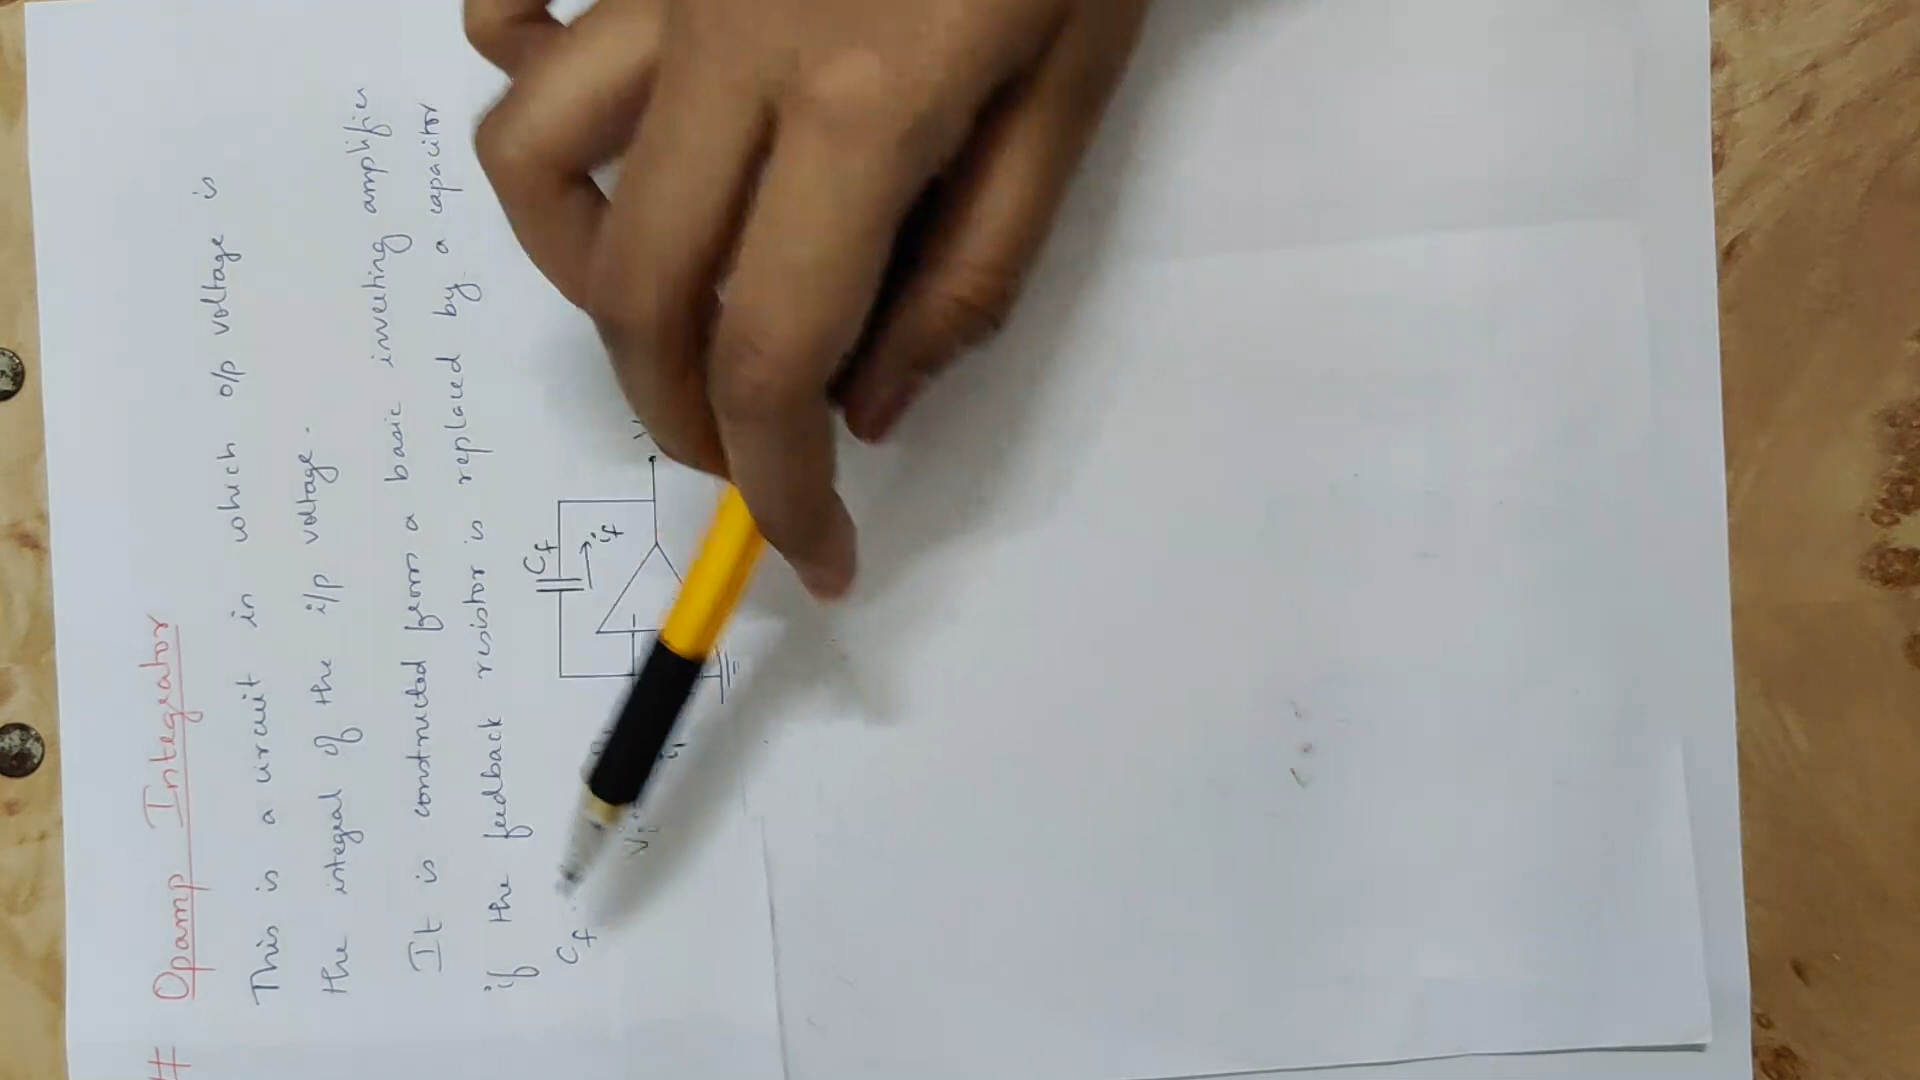 # Opamp Integrator
This is a circuit in which o/p voltage is
the integral of the i/p voltage.
It is constructed from a basic inverting amplifier
if the feedback resistor is replaced by a capacitor
Cf.
Cf
if
-
i1
Vi